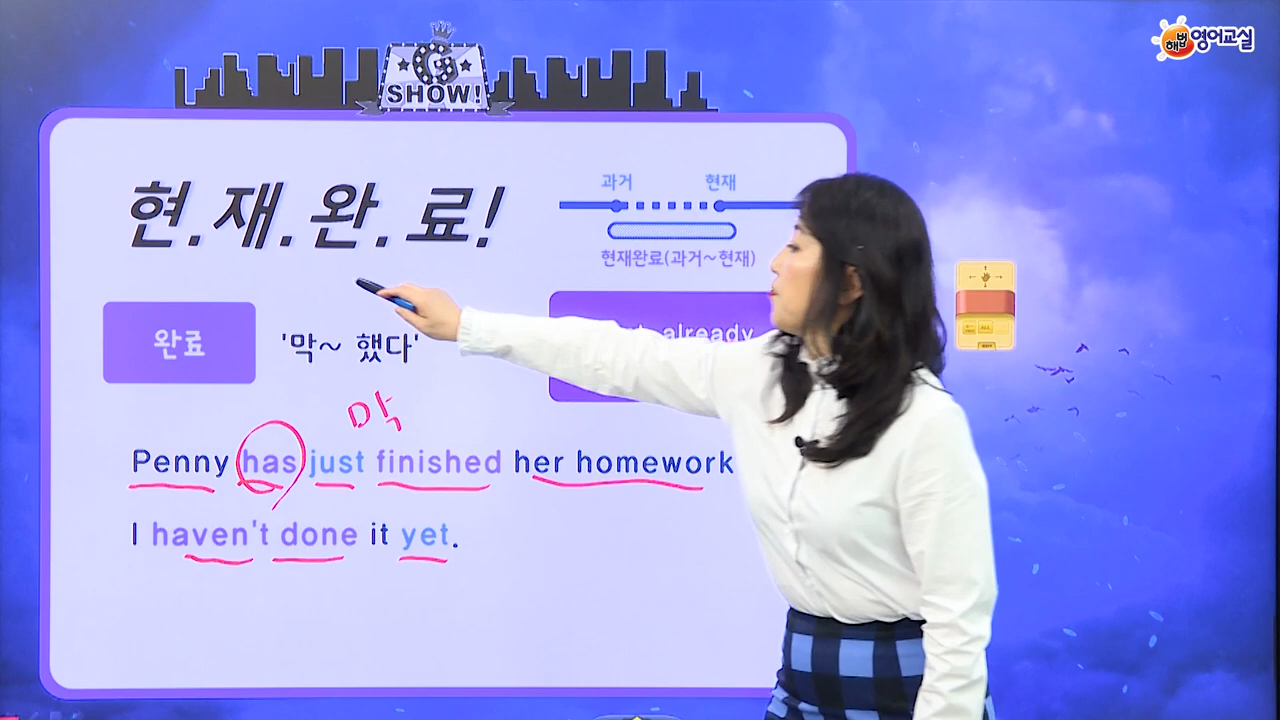 해법영어교실
G
SHOW!
현.재.완.료!
과거 현재
현재완료(과거~현재)
완료
'막~ 했다'
already
막
Penny has just finished her homework
I haven't done it yet.
ALL